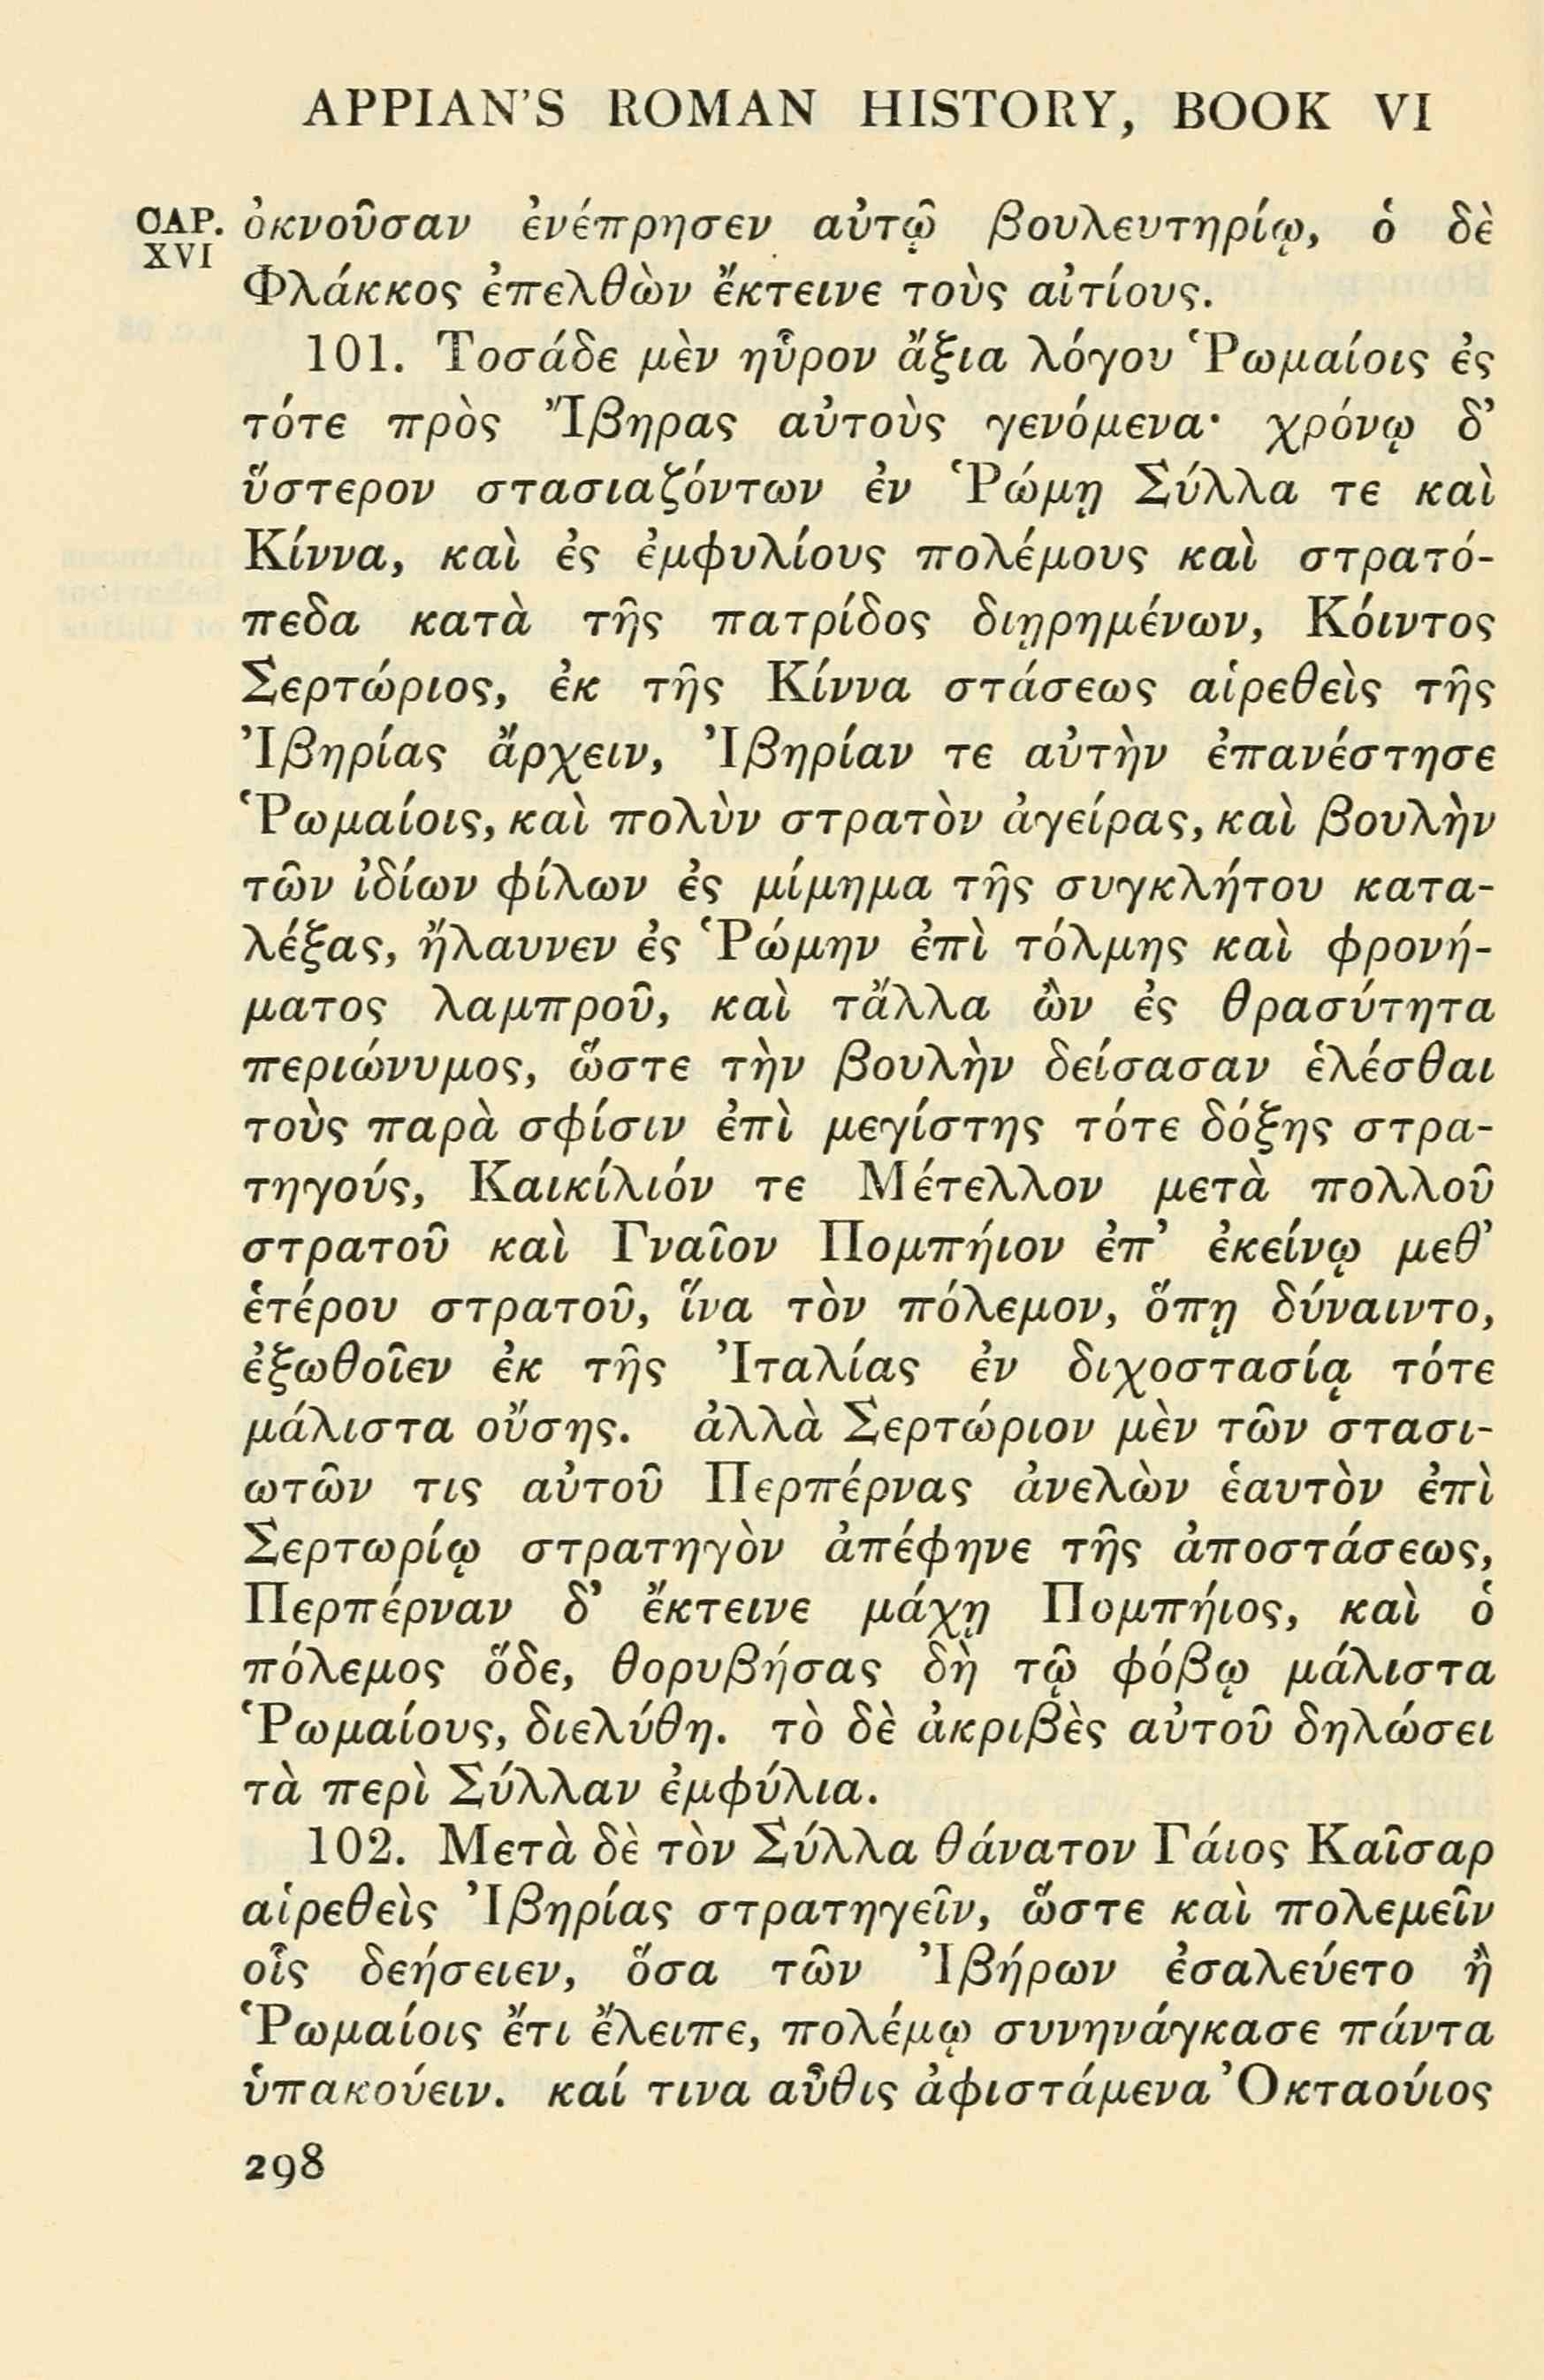 APPIAN'S ROMAN HISTORY, BOOK VI
CAP. XVI ὀκνοῦσαν ἐνέπρησεν αὐτῷ βουλευτηρίῳ, ὁ δὲ
Φλάκκος ἐπελθὼν ἔκτεινε τοὺς αἰτίους.
101. Τοσάδε μὲν ηὗρον ἄξια λόγου Ῥωμαίοις ἐς
τότε πρὸς Ἴβηρας αὐτοὺς γενόμενα· χρόνῳ δ’
ὕστερον στασιαζόντων ἐν Ῥώμῃ Σύλλα τε καὶ
Κίννα, καὶ ἐς ἐμφυλίους πολέμους καὶ στρατό-
πεδα κατὰ τῆς πατρίδος διῃρημένων, Κόιντος
Σερτώριος, ἐκ τῆς Κίννα στάσεως αἱρεθεὶς τῆς
Ἰβηρίας ἄρχειν, Ἰβηρίαν τε αὐτὴν ἐπανέστησε
Ῥωμαίοις, καὶ πολὺν στρατὸν ἀγείρας, καὶ βουλὴν
τῶν ἰδίων φίλων ἐς μίμημα τῆς συγκλήτου κατα-
λέξας, ἤλαυνεν ἐς Ῥώμην ἐπὶ τόλμης καὶ φρονή-
ματος λαμπροῦ, καὶ τἄλλα ὢν ἐς θρασύτητα
περιώνυμος, ὥστε τὴν βουλὴν δείσασαν ἑλέσθαι
τοὺς παρὰ σφίσιν ἐπὶ μεγίστης τότε δόξης στρα-
τηγούς, Καικίλιόν τε Μέτελλον μετὰ πολλοῦ
στρατοῦ καὶ Γναῖον Πομπήιον ἐπ’ ἐκείνῳ μεθ’
ἑτέρου στρατοῦ, ἵνα τὸν πόλεμον, ὅπῃ δύναιντο,
ἐξωθοῖεν ἐκ τῆς Ἰταλίας ἐν διχοστασίᾳ τότε
μάλιστα οὔσης. ἀλλὰ Σερτώριον μὲν τῶν στασι-
ωτῶν τις αὐτοῦ Περπέρνας ἀνελὼν ἑαυτὸν ἐπὶ
Σερτωρίῳ στρατηγὸν ἀπέφηνε τῆς ἀποστάσεως,
Περπέρναν δ’ ἔκτεινε μάχῃ Πομπήιος, καὶ ὁ
πόλεμος ὅδε, θορυβήσας δὴ τῷ φόβῳ μάλιστα
Ῥωμαίους, διελύθη. τὸ δὲ ἀκριβὲς αὐτοῦ δηλώσει
τὰ περὶ Σύλλαν ἐμφύλια.
102. Μετὰ δὲ τὸν Σύλλα θάνατον Γάιος Καῖσαρ
αἱρεθεὶς Ἰβηρίας στρατηγεῖν, ὥστε καὶ πολεμεῖν
οἷς δεήσειεν, ὅσα τῶν Ἰβήρων ἐσαλεύετο ἢ
Ῥωμαίοις ἔτι ἔλειπε, πολέμῳ συνηνάγκασε πάντα
ὑπακούειν. καί τινα αὖθις ἀφιστάμενα Ὀκταούιος
298